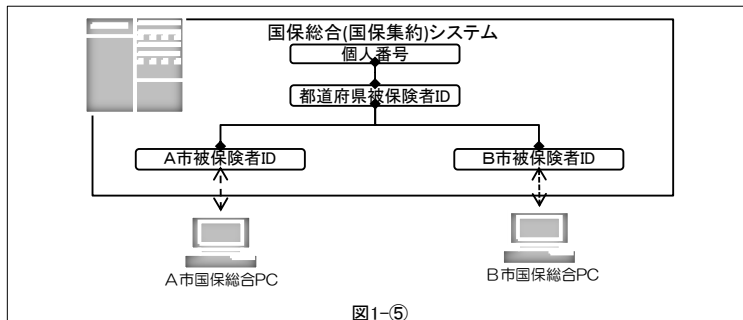 国保総合(国保集約)システム
個人番号
都道府県被保険者ID
A市被保険者ID
B市被保険者ID
A市国保総合PC
B市国保総合PC
図1-⑤